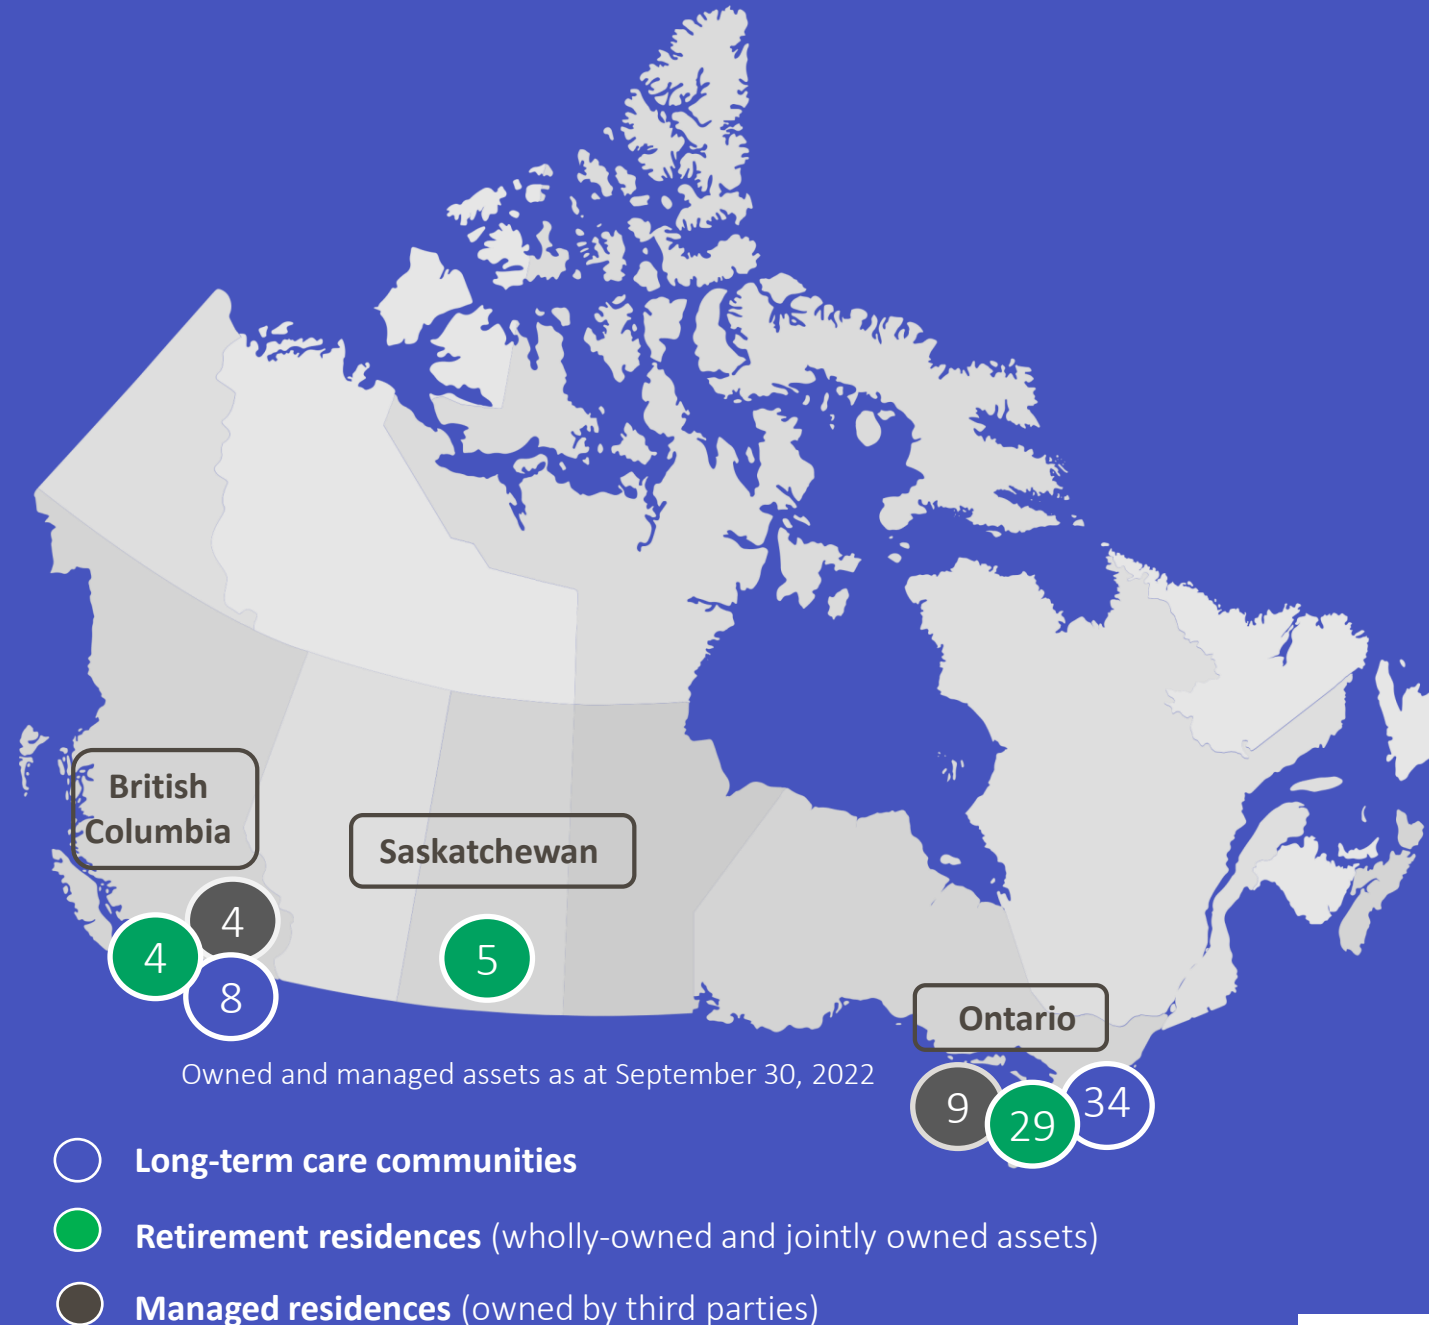 British
Columbia
Saskatchewan
4
4
8
5
Ontario
Owned and managed assets as at September 30, 2022
9
29
34
Long-term care communities
Retirement residences (wholly-owned and jointly owned assets)
Managed residences (owned by third parties)